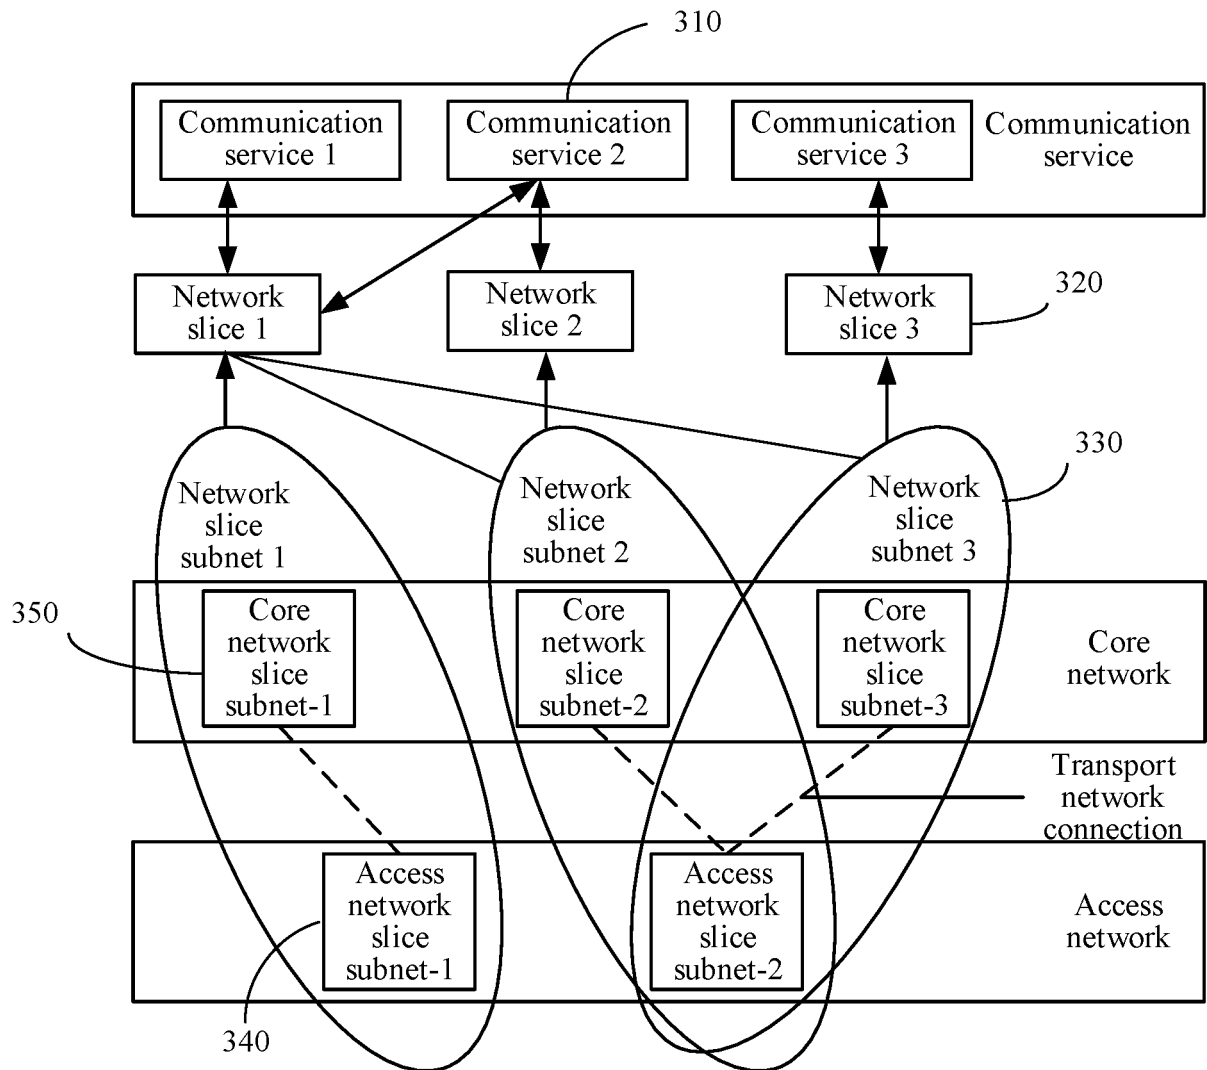 310
Communication
service 1
Communication
service 2
Communication
service 3
Communication
service
Network
slice 1
Network
slice 2
Network
slice 3
320
330
Network
slice
subnet 1
Network
slice
subnet 2
Network
slice
subnet 3
350
Core
network
slice
subnet-1
Core
network
slice
subnet-2
Core
network
slice
subnet-3
Core
network
Transport
network
connection
Access
network
slice
subnet-1
Access
network
slice
subnet-2
Access
network
340